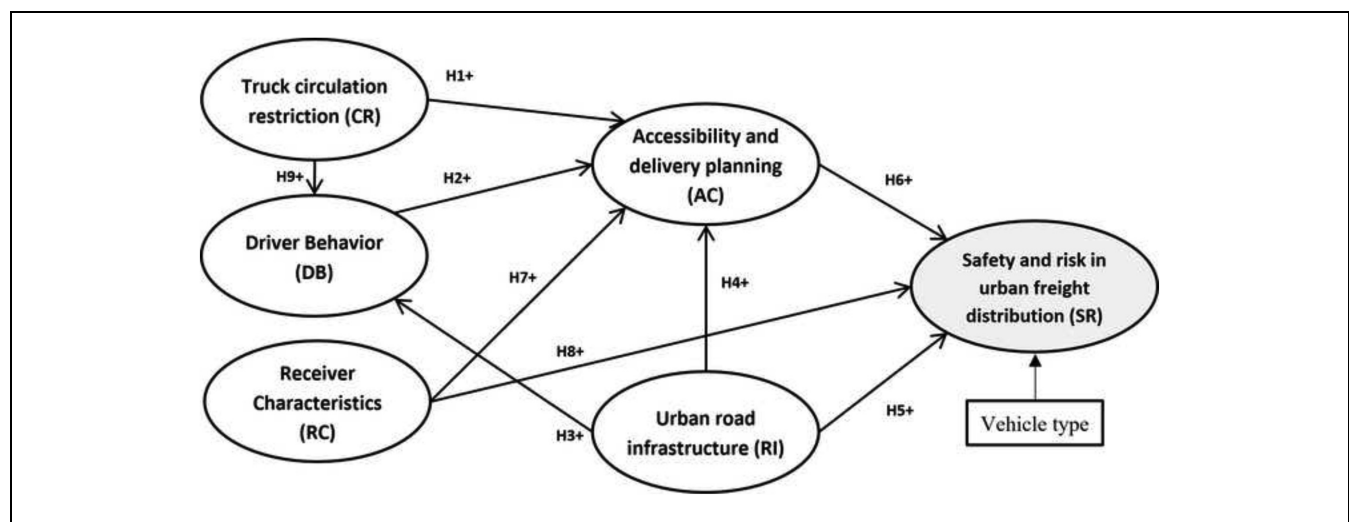 Truck circulation
restriction (CR)
H1+
Accessibility and
delivery planning
(AC)
H9+
H2+
H6+
Driver Behavior
(DB)
H7+
H4+
Safety and risk in
urban freight
distribution (SR)
H8+
Receiver
Characteristics
(RC)
H3+
Urban road
infrastructure (RI)
H5+
Vehicle type